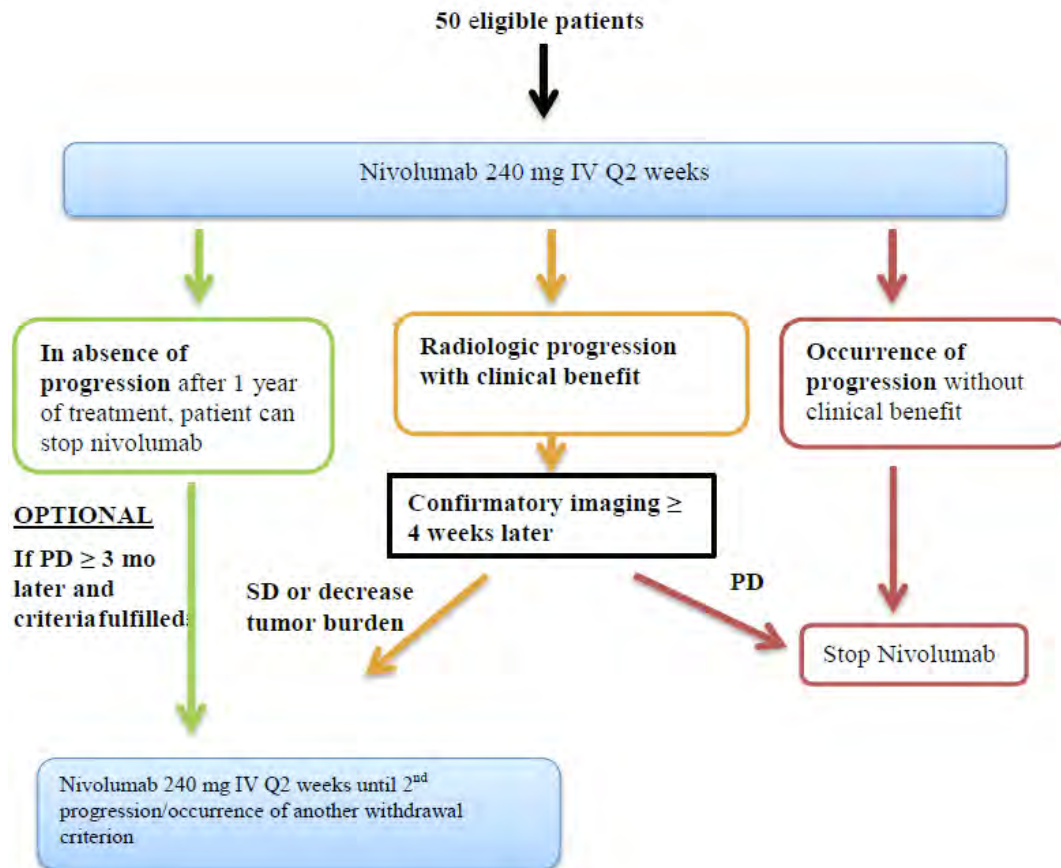 50 eligible patients
Nivolumab 240 mg IV Q2 weeks
In absence of
progression after 1 year
of treatment, patient can
stop nivolumab
Radiologic progression
with clinical benefit
Occurrence of
progression without
clinical benefit
OPTIONAL
If PD ≥ 3 mo
later and
criteria fulfilled:
Confirmatory imaging ≥
4 weeks later
SD or decrease
tumor burden
PD
Stop Nivolumab
Nivolumab 240 mg IV Q2 weeks until 2nd
progression/occurrence of another withdrawal
criterion